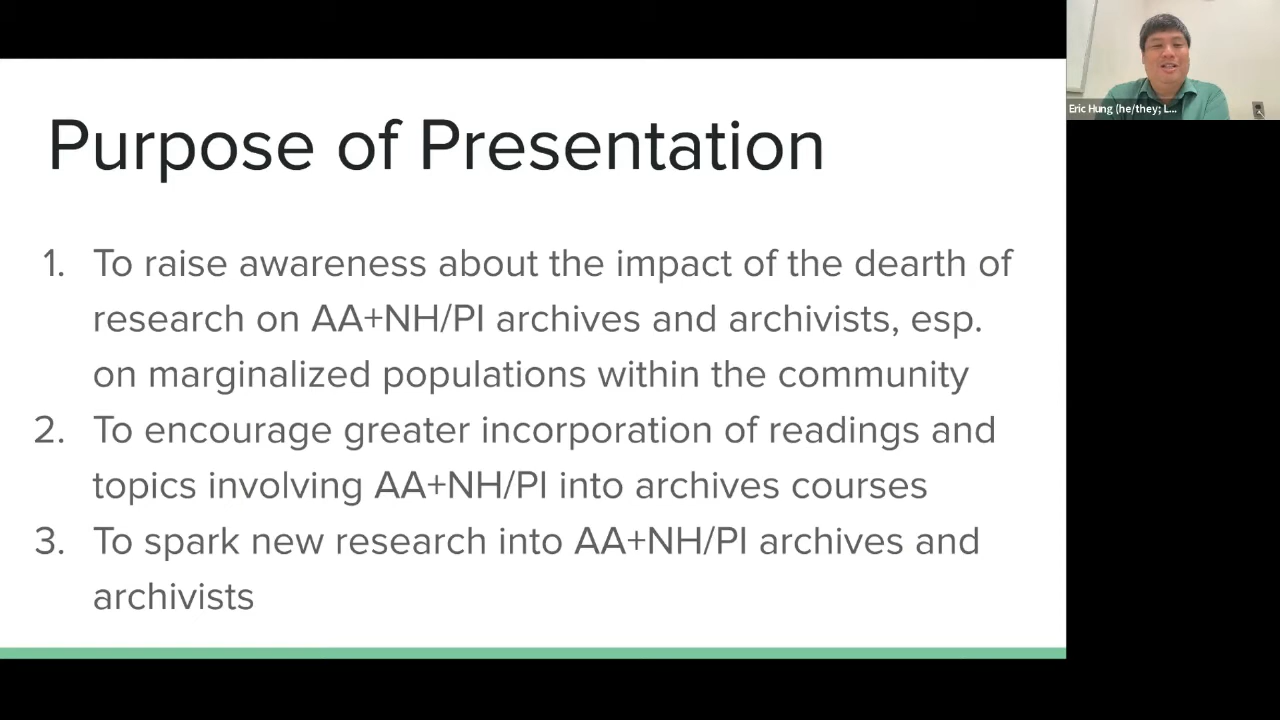 Purpose of Presentation
1. To raise awareness about the impact of the dearth of
research on AA+NH/PI archives and archivists, esp.
on marginalized populations within the community
2. To encourage greater incorporation of readings and
topics involving AA+NH/PI into archives courses
3. To spark new research into AA+NH/PI archives and
archivists
Eric Hung (he/they; L...